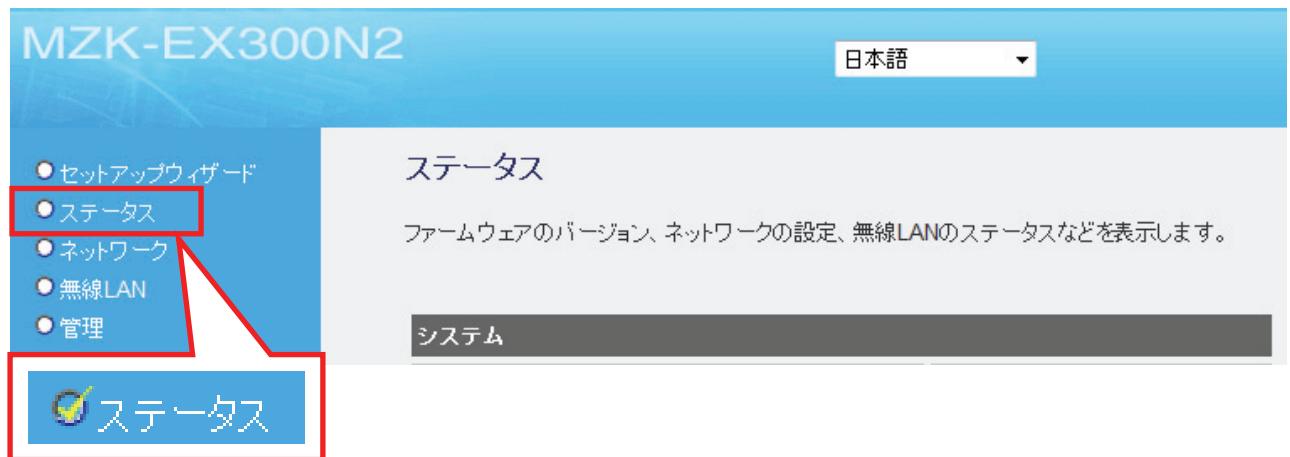 MZK-EX300N2
日本語
セットアップウィザード
ステータス
ネットワーク
無線LAN
管理
ステータス
ステータス
ファームウェアのバージョン、ネットワークの設定、無線LANのステータスなどを表示します。
システム